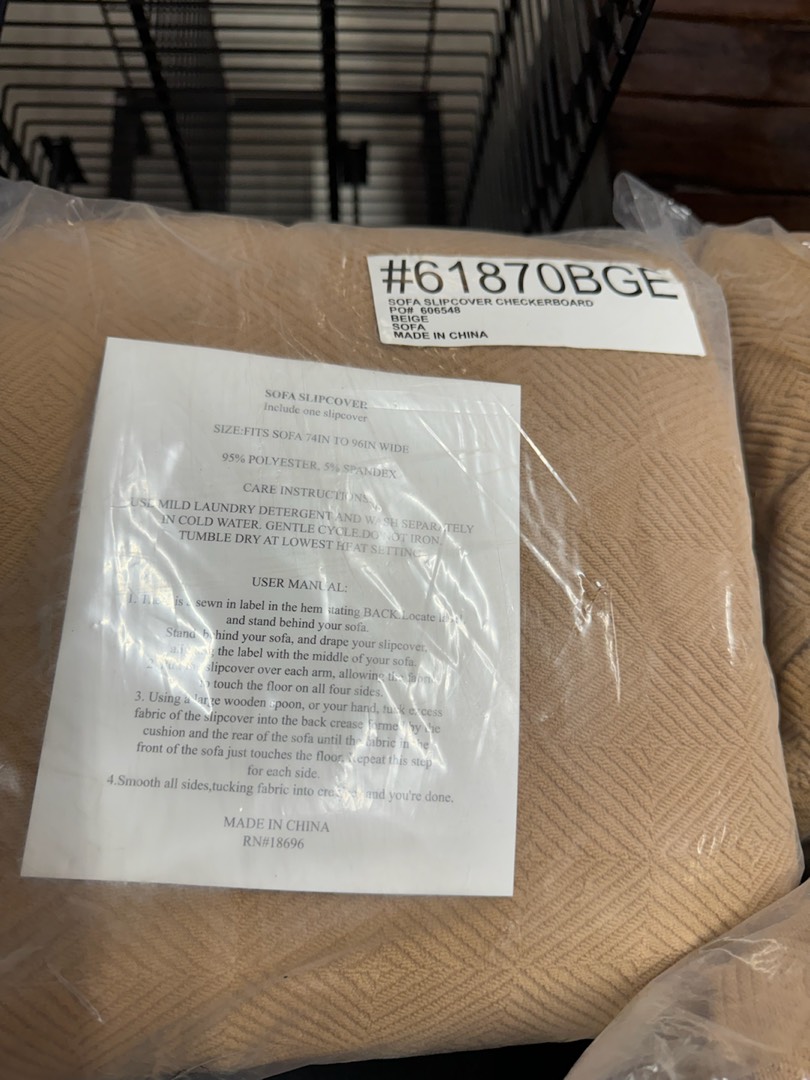 #61870BGE
SOFA SLIPCOVER CHECKERBOARD
PO# 606548
BEIGE
SOFA
MADE IN CHINA
SOFA SLIPCOVER
Include one slipcover
SIZE:FITS SOFA 74IN TO 96IN WIDE
95% POLYESTER, 5% SPANDEX
CARE INSTRUCTIONS
USE MILD LAUNDRY DETERGENT AND WASH SEPARATELY
IN COLD WATER. GENTLE CYCLE.DO NOT IRON.
TUMBLE DRY AT LOWEST HEAT SETTING
USER MANUAL:
1. is sewn in label in the hem stating BACK.Locate
and stand behind your sofa.
Stand behind your sofa, and drape your slipcover,
the label with the middle of your sofa.
2. slipcover over each arm, allowing the fabric
to touch the floor on all four sides.
3. Using a large wooden spoon, or your hand, tuck excess
fabric of the slipcover into the back crease formed by the
cushion and the rear of the sofa until the fabric in the
front of the sofa just touches the floor. Repeat this step
for each side.
4.Smooth all sides,tucking fabric into creases and you're done.
MADE IN CHINA
RN#18696